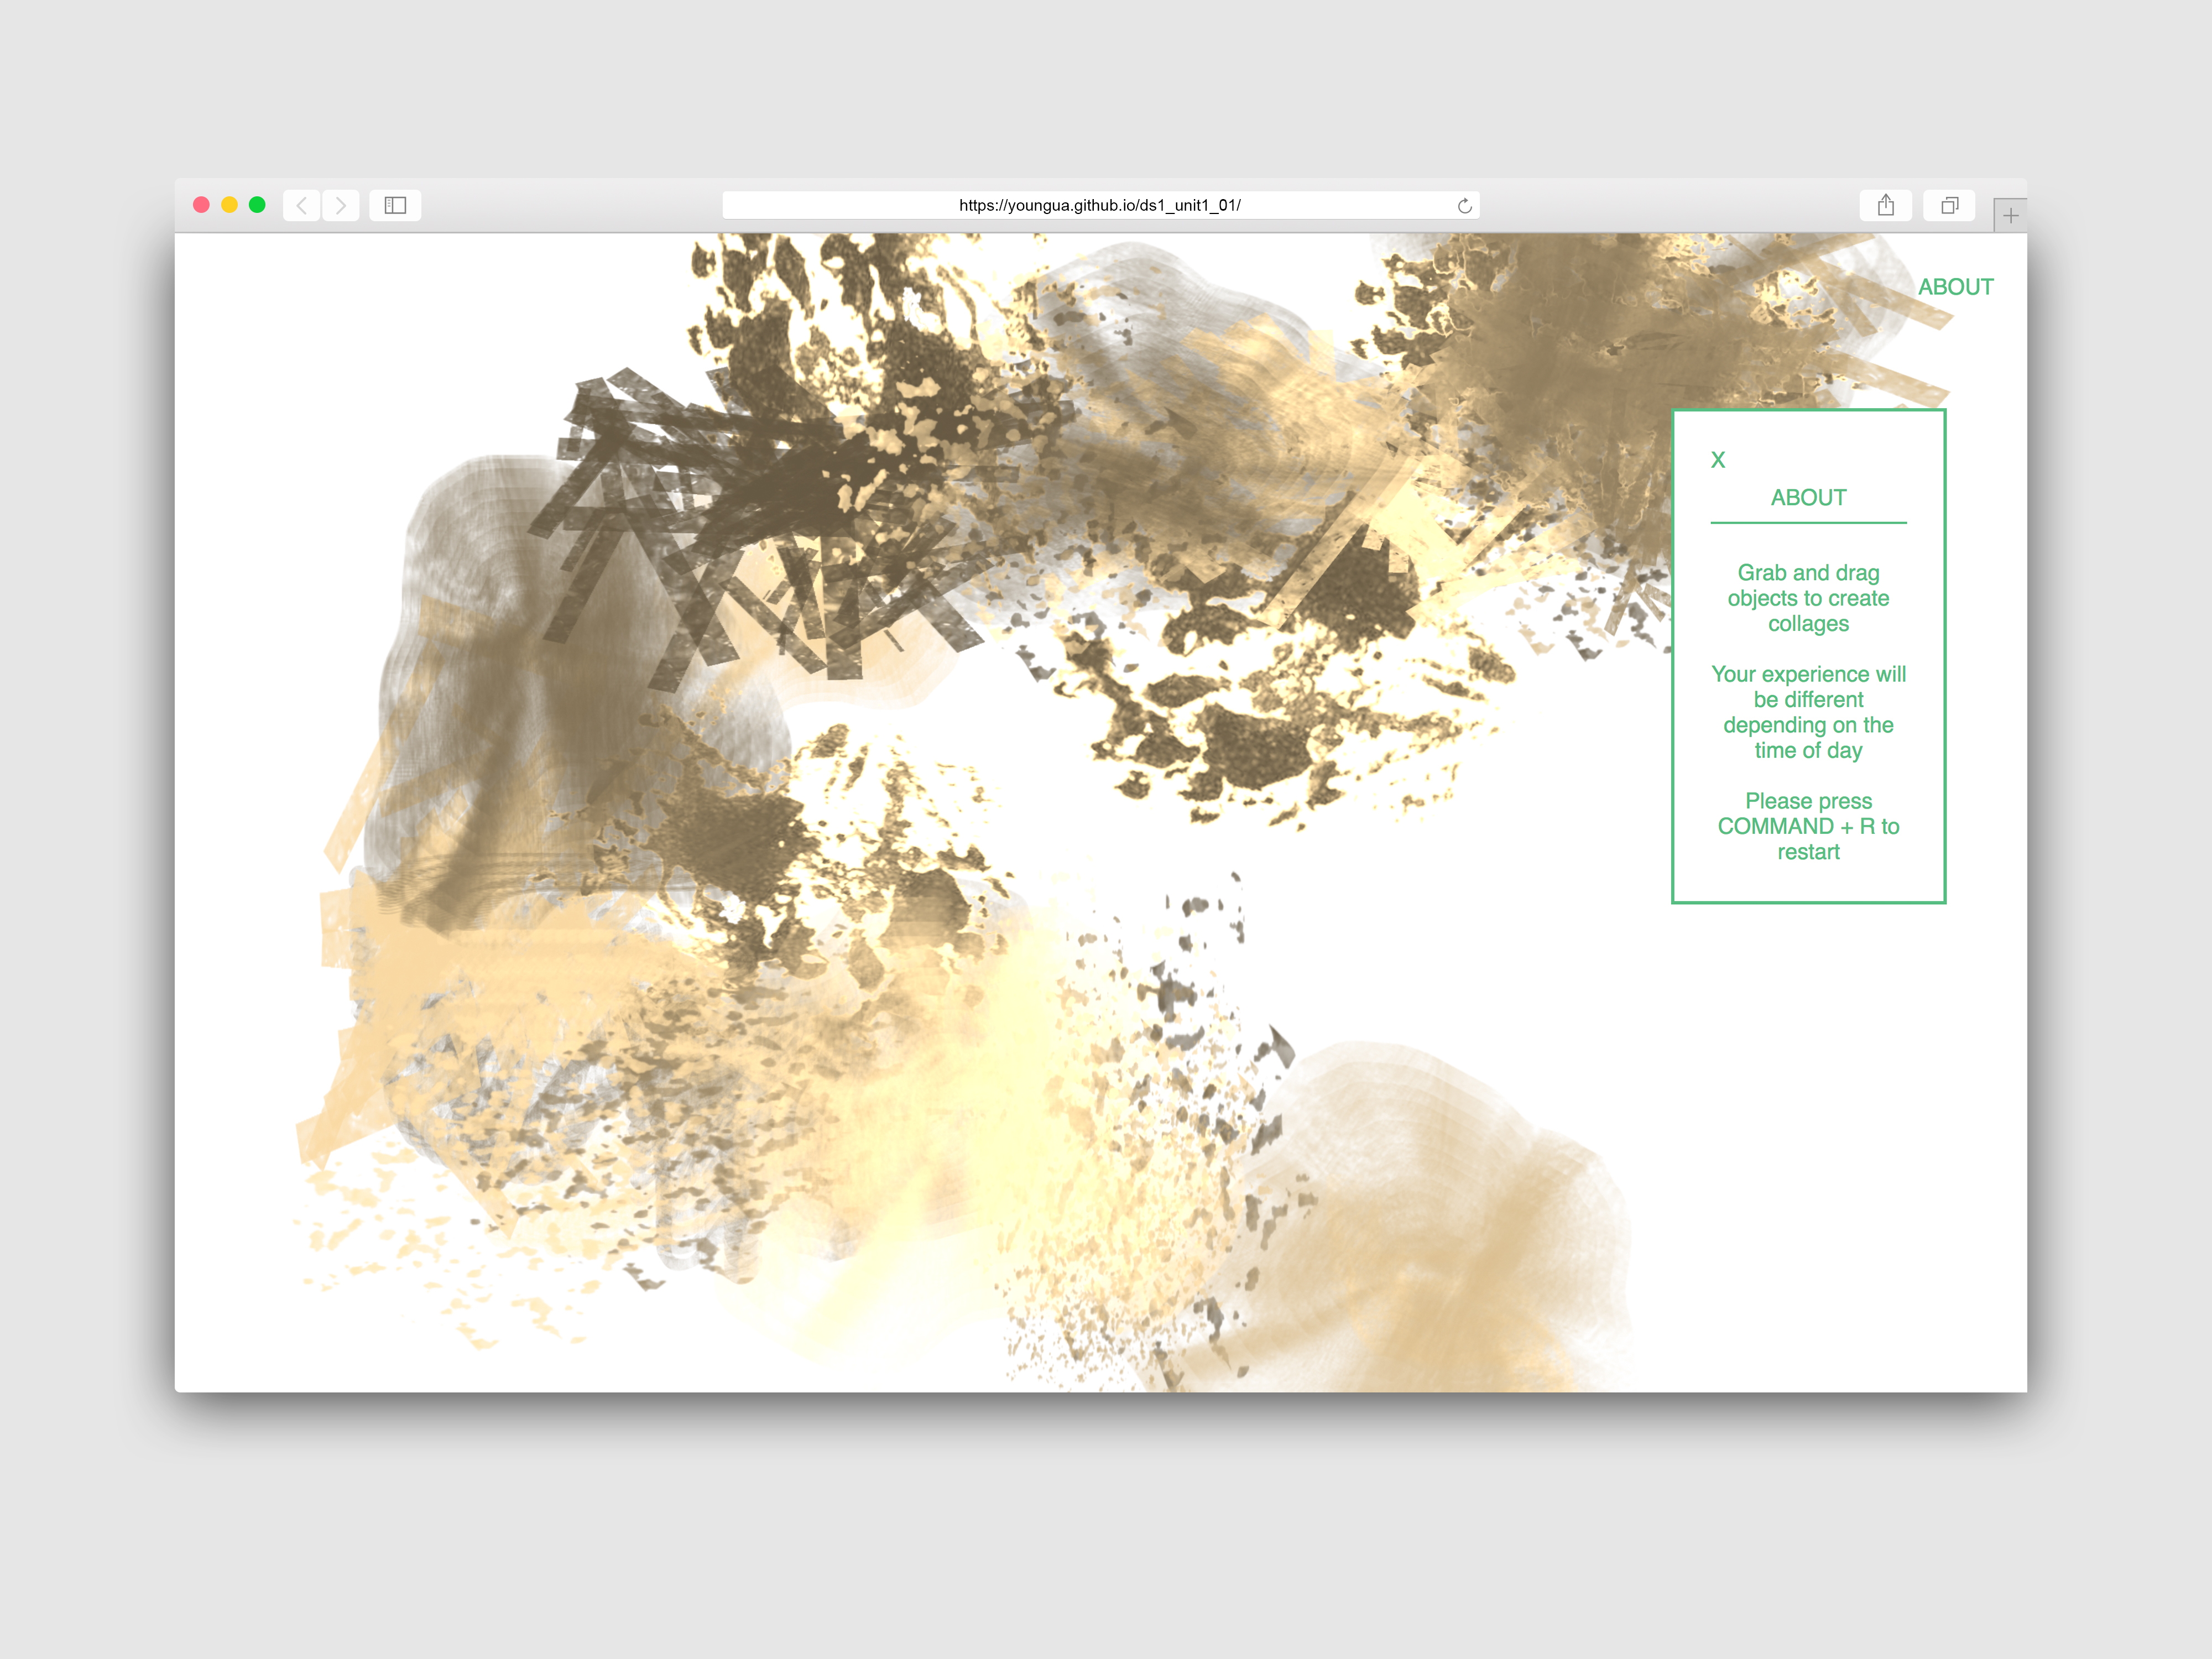 https://youngua.github.io/ds1_unit1_01/
ABOUT
X
ABOUT
Grab and drag
objects to create
collages
Your experience will
be different
depending on the
time of day
Please press
COMMAND + R to
restart